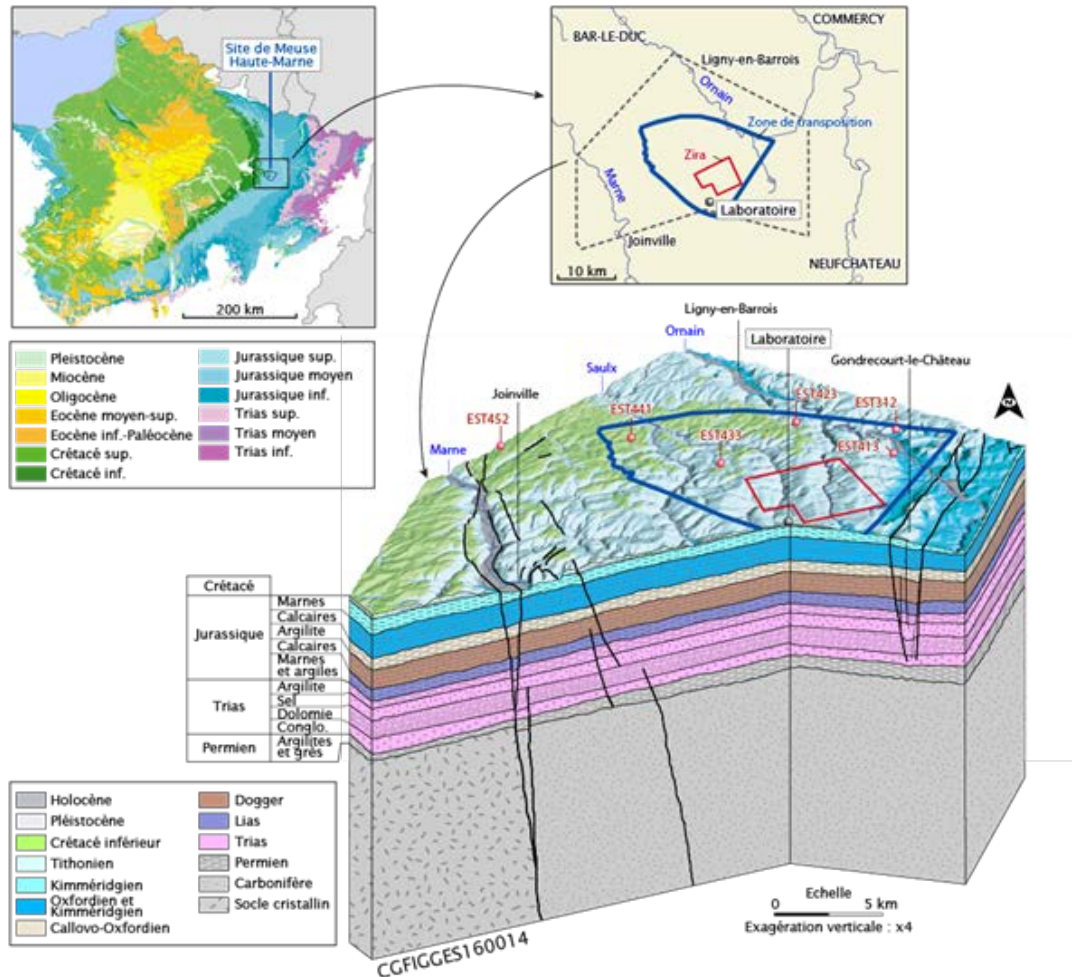 Site de Meuse
Haute-Marne
200 km
COMMERCY
BAR-LE-DUC
Ligny-en-Barrois
Ornain
Zone de transposition
Zira
Marne
Laboratoire
Joinville
NEUFCHATEAU
10 km
Pleistocène
Miocène
Oligocène
Eocène moyen-sup.
Eocène inf.-Paléocène
Crétacé sup.
Crétacé inf.
Jurassique sup.
Jurassique moyen
Jurassique inf.
Trias sup.
Trias moyen
Trias inf.
Ligny-en-Barrois
Ornain
Laboratoire
Saulx
Gondrecourt-le-Château
Joinville
EST452
EST441
EST423
EST312
EST433
EST413
Marne
N
Crétacé
Jurassique
Marnes
Calcaires
Argilite
Calcaires
Marnes
et argiles
Trias
Argilite
Sel
Dolomie
Conglo.
Permien
Argilites
et grès
Holocène
Pléistocène
Crétacé inférieur
Tithonien
Kimméridgien
Oxfordien et
Kimméridgien
Callovo-Oxfordien
Dogger
Lias
Trias
Permien
Carbonifère
Socle cristallin
Echelle
0 5 km
Exagération verticale : x4
CGFIGGES160014